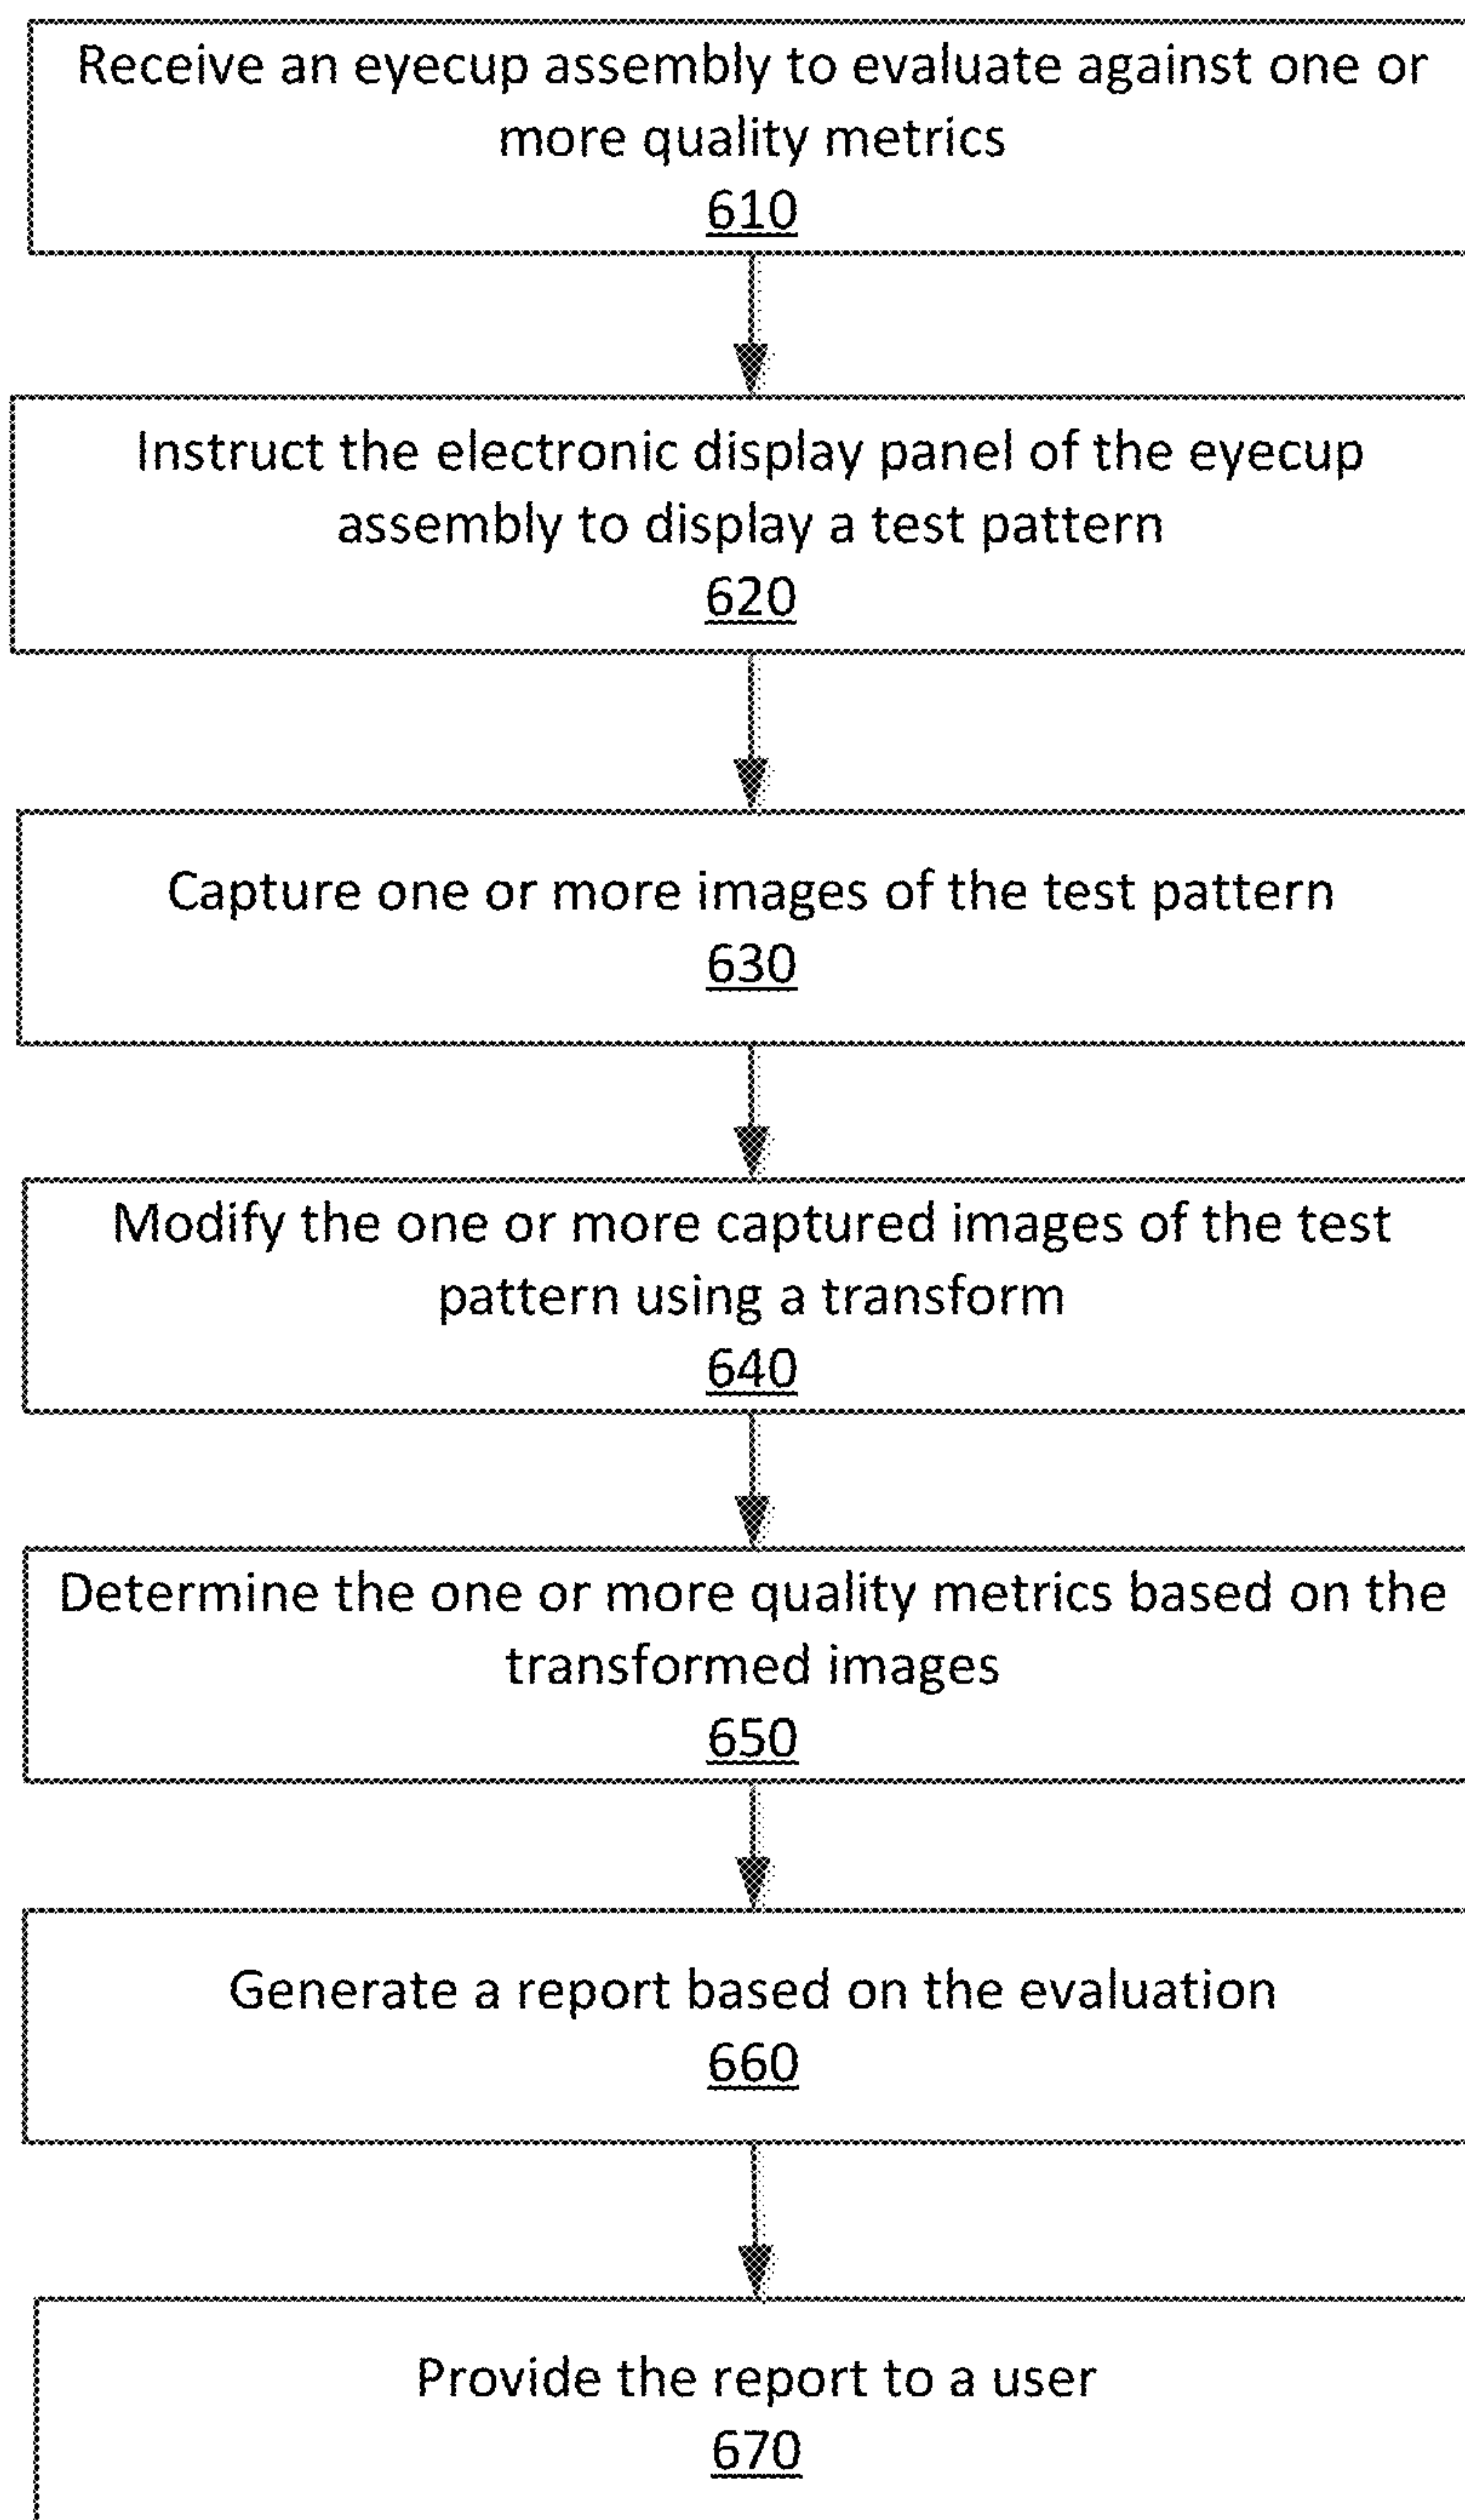 Receive an eyecup assembly to evaluate against one or
more quality metrics
610
Instruct the electronic display panel of the eyecup
assembly to display a test pattern
620
Capture one or more images of the test pattern
630
Modify the one or more captured images of the test
pattern using a transform
640
Determine the one or more quality metrics based on the
transformed images
650
Generate a report based on the evaluation
660
Provide the report to a user
670